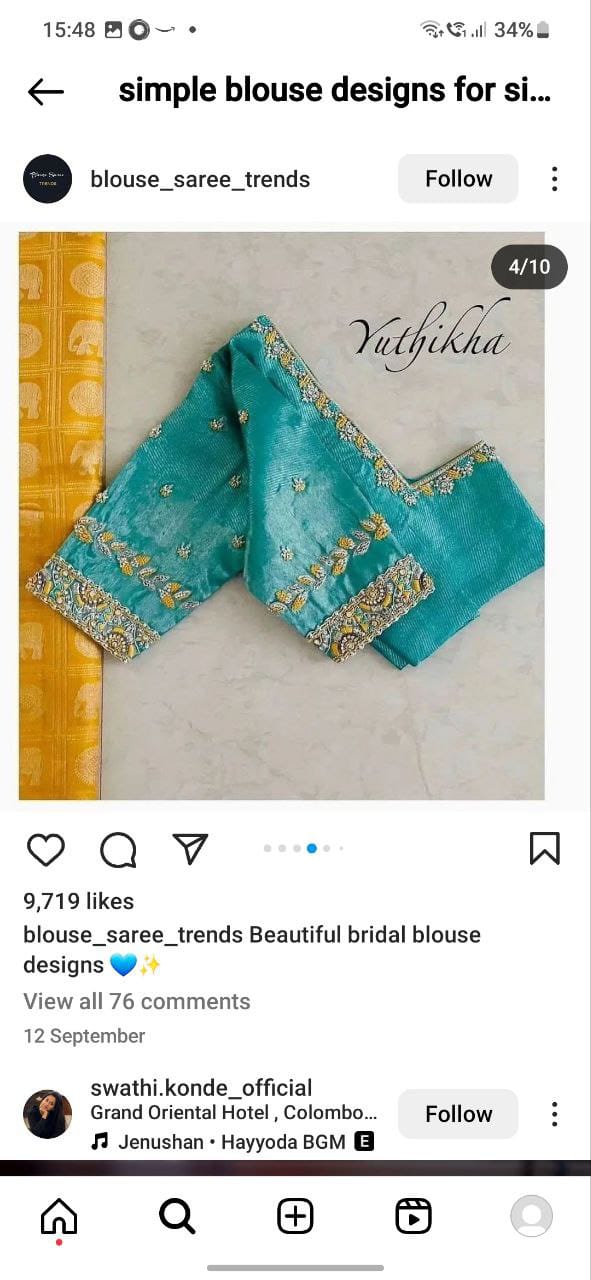 15:48
34%
simple blouse designs for si...
blouse_saree_trends
Follow
4/10
Yuthikha
9,719 likes
blouse_saree_trends Beautiful bridal blouse
designs 💙✨
View all 76 comments
12 September
swathi.konde_official
Grand Oriental Hotel , Colombo...
Follow
Jenushan • Hayyoda BGM E